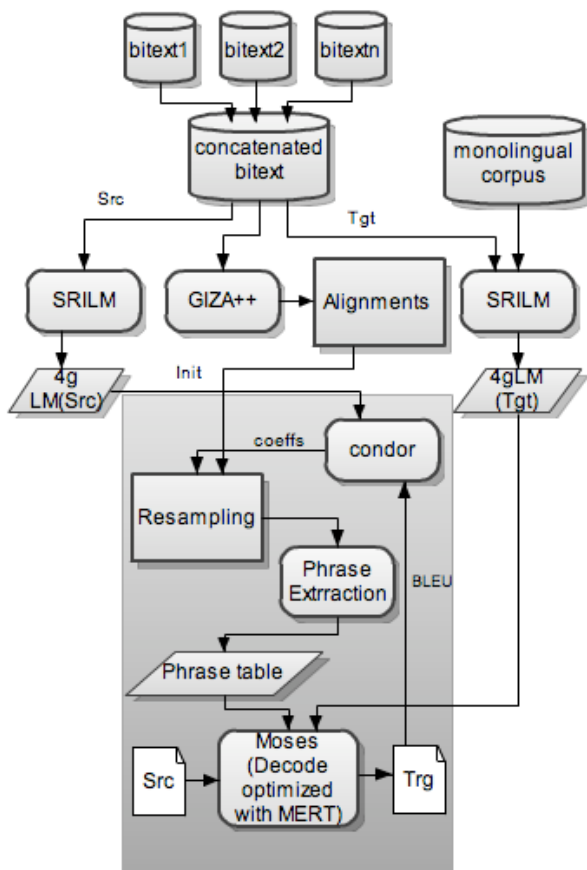 bitext1
bitext2
bitextn
concatenated
bitext
monolingual
corpus
Src
Tgt
SRILM
GIZA++
Alignments
SRILM
4g
LM(Src)
Init
4gLM
(Tgt)
coeffs
condor
Resampling
Phrase
Extrraction
BLEU
Phrase table
Src
Moses
(Decode
optimized
with MERT)
Trg